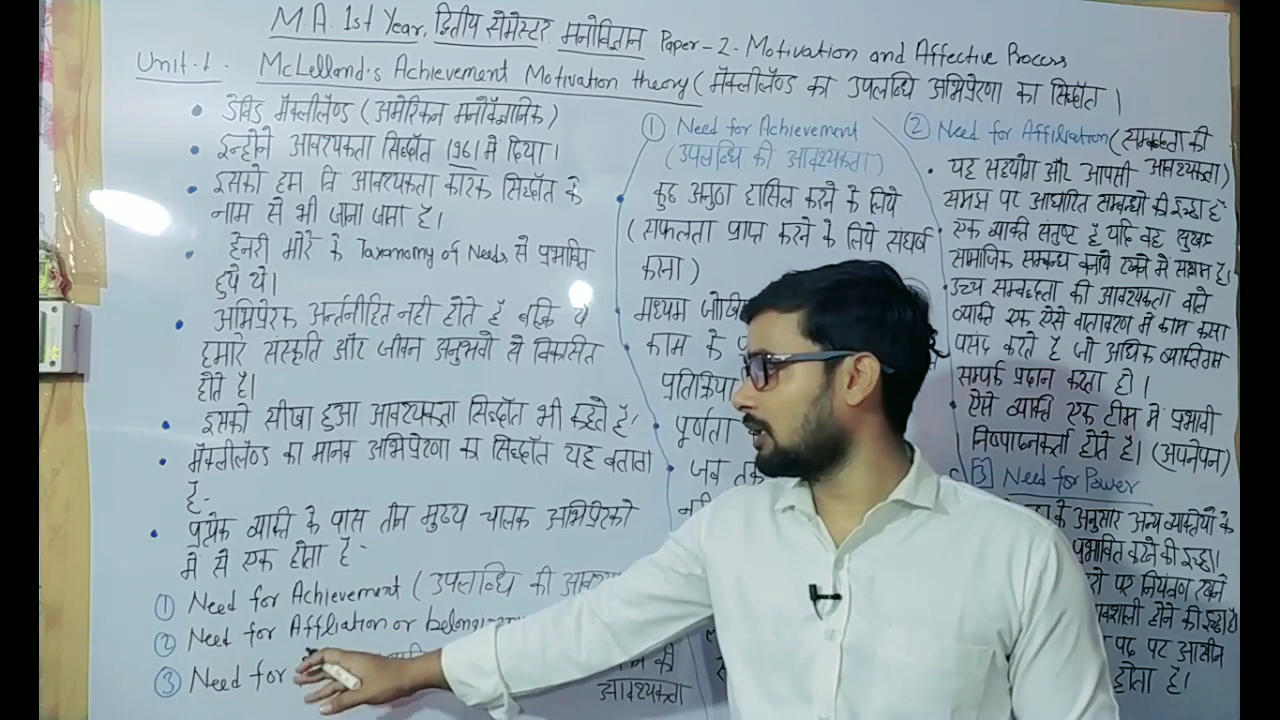 M.A. 1st Year, द्वितीय सेमेस्टर मनोविज्ञान Paper-2- Motivation and Affective Process
Unit-1. McLelland's Achievement Motivation theory (मैक्लीलैण्ड का उपलब्धि अभिप्रेरणा का सिद्धाँत।
• डेविड मॅक्लीलॅण्ड (अमेरिकन मनोवैज्ञानिक)
• इन्होंने आवश्यकता सिद्धाँत 1961 में दिया।
• इसको हम त्रि आवश्यकता कारक सिद्धाँत के
नाम से भी जाना जाता है।
• हेनरी मोरे के Taxonomy of Needs से प्रभावित
हुये थे।
• अभिप्रेरक अर्न्तनीहित नही होते है बल्कि ये
हमारे संस्कृति और जीवन अनुभवो से विकसित
होते है।
• इसको सीखा हुआ आवश्यकता सिद्धाँत भी कहते है।
• मॅक्लीलॅण्ड का मानव अभिप्रेरणा का सिद्धाँत यह बताता
है-
• प्रत्येक व्यक्ति के पास तीन मुख्य चालक अभिप्रेरको
में से एक होता है-
① Need for Achievement (उपलब्धि की
② Need for Affliation or
③ Need for
की
आवश्यकता
① Need for Achievement
(उपलब्धि की आवश्यकता)
• कुछ अनुठा हासिल करने के लिये
(सफलता प्राप्त करने के लिये संघर्ष
करना)
• मध्यम
• काम के
प्रतिक्रिया
• पूर्णता
• जब तक
② Need for Affiliation (सम्बद्धता की
आवश्यकता)
• यह सहयोग और आपसी
समझ पर आधारित सम्बन्धो की इच्छा है
• एक व्यक्ति संतुष्ट है यदि वह सुखद
सामाजिक सम्बन्ध बनाये रखने में सक्षम है।
• उच्च सम्बद्धता की आवश्यकता वाले
व्यक्ति एक ऐसे वातावरण में काम करना
पसंद करते है जो अधिक व्यक्तिगत
सम्पर्क प्रदान करता हो।
• ऐसे व्यक्ति एक टीम में प्रभावी
निष्पादनकर्ता होते है। (अपनेपन)
[3] Need for Power
के अनुसार अन्य व्यक्तियो के
प्रभावित करने की इच्छा।
पर नियंत्रण रखने
होने की इच्छा है।
पद पर आसीन
होता है।